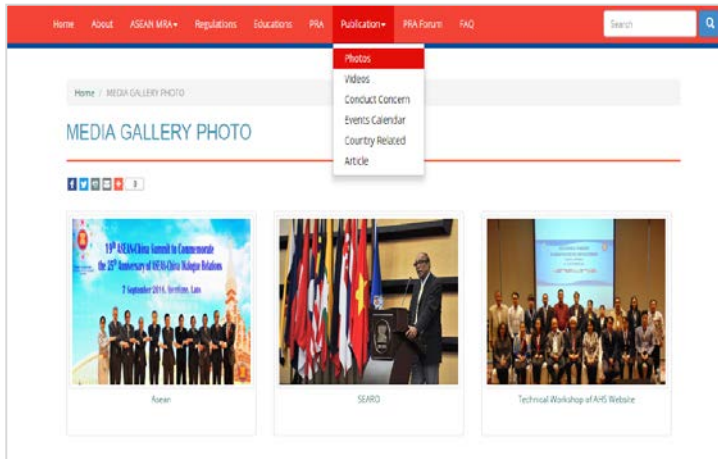 Home About ASEAN MRA Regulations Educations PRA Publication PRA Forum FAQ Search
Photos
Videos
Conduct Concern
Events Calendar
Country Related
Article
Home / MEDIA GALLERY PHOTO
MEDIA GALLERY PHOTO
19th ASEAN-China Summit to Commemorate
the 25th Anniversary of ASEAN-China Dialogue Relations
7 September 2016, Vientiane, Laos
Asean
SEARO
Technical Workshop of AHS Website